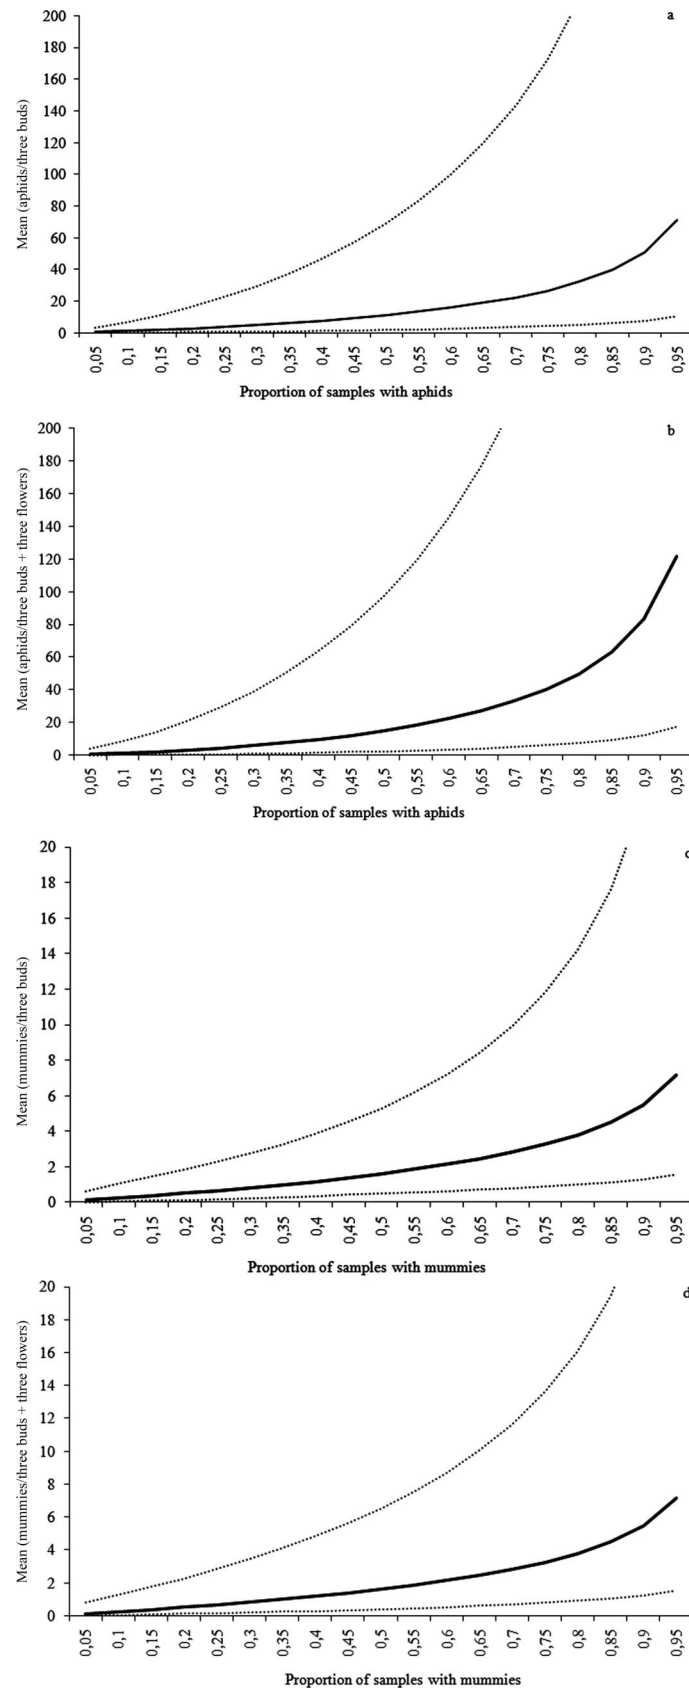 a
Mean (aphids/three buds)
200
180
160
140
120
100
80
60
40
20
0
0,05 0,1 0,15 0,2 0,25 0,3 0,35 0,4 0,45 0,5 0,55 0,6 0,65 0,7 0,75 0,8 0,85 0,9 0,95
Proportion of samples with aphids
b
Mean (aphids/three buds + three flowers)
200
180
160
140
120
100
80
60
40
20
0
0,05 0,1 0,15 0,2 0,25 0,3 0,35 0,4 0,45 0,5 0,55 0,6 0,65 0,7 0,75 0,8 0,85 0,9 0,95
Proportion of samples with aphids
Mean (mummies/three buds)
20
18
16
14
12
10
8
6
4
2
0
0,05 0,1 0,15 0,2 0,25 0,3 0,35 0,4 0,45 0,5 0,55 0,6 0,65 0,7 0,75 0,8 0,85 0,9 0,95
Proportion of samples with mummies
d
Mean (mummies/three buds + three flowers)
20
18
16
14
12
10
8
6
4
2
0
0,05 0,1 0,15 0,2 0,25 0,3 0,35 0,4 0,45 0,5 0,55 0,6 0,65 0,7 0,75 0,8 0,85 0,9 0,95
Proportion of samples with mummies